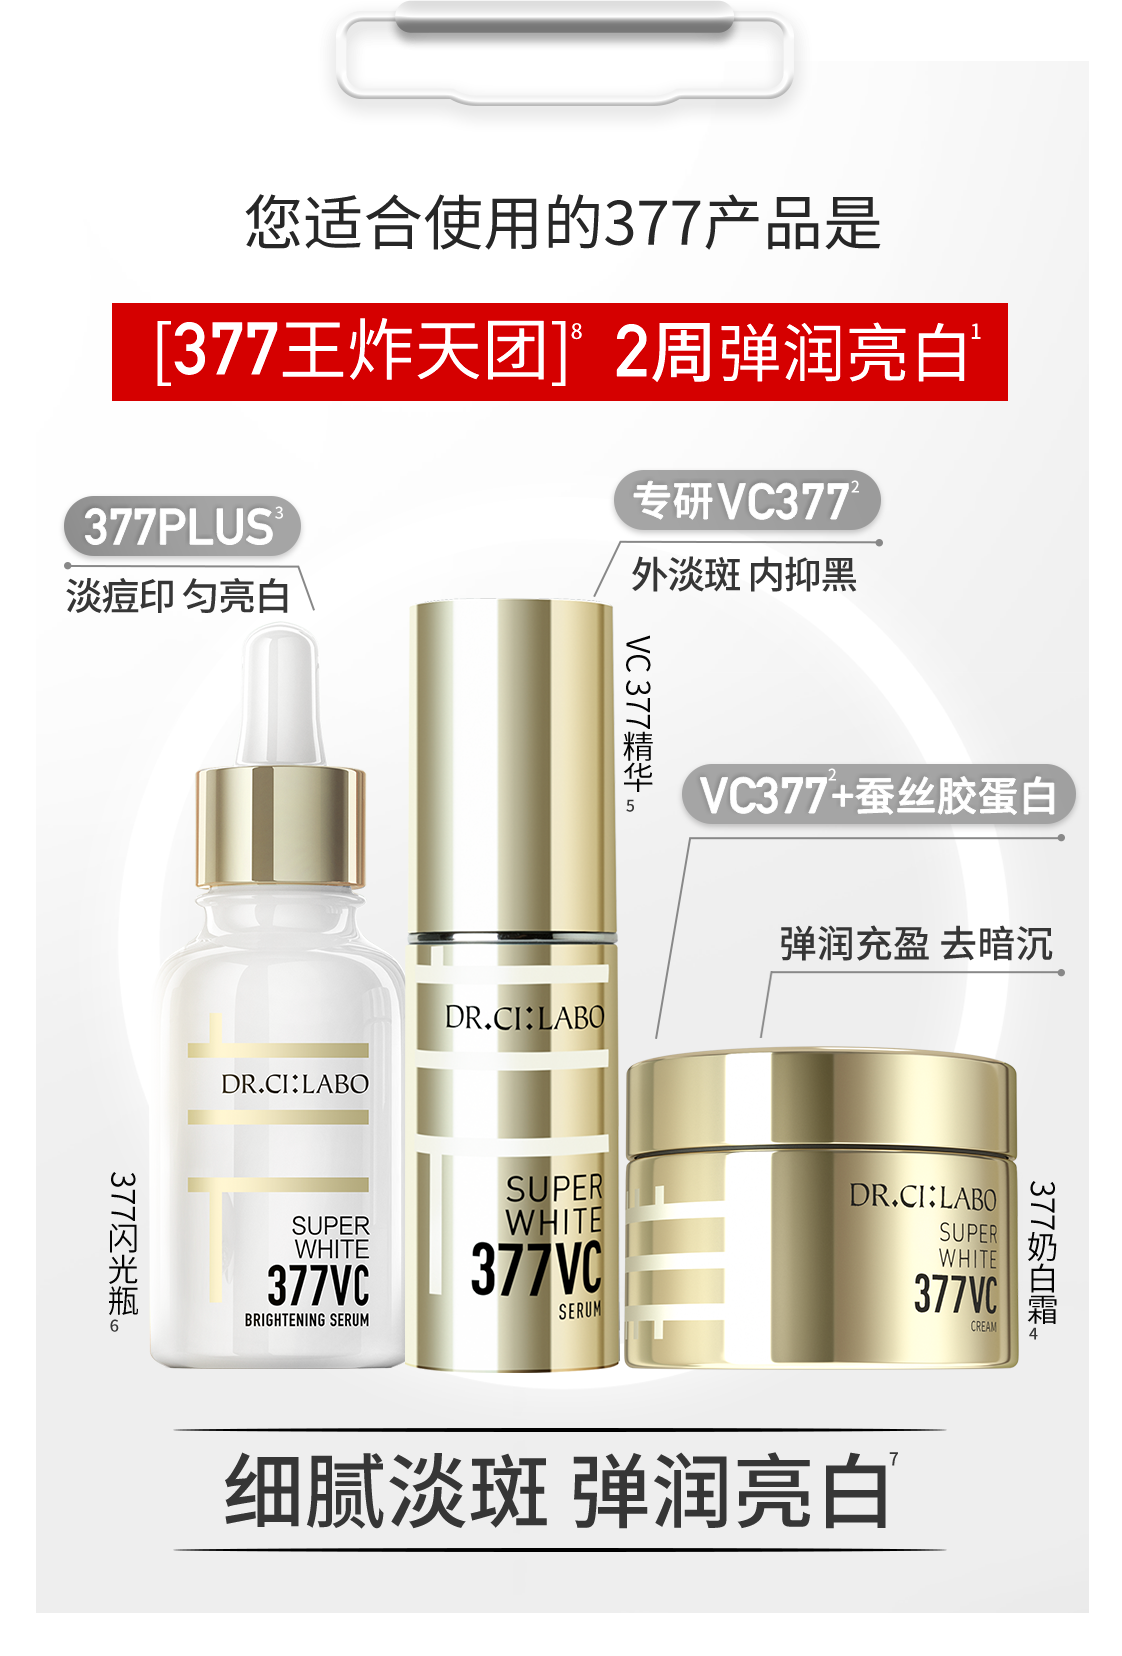 您适合使用的377产品是
[377王炸天团]8 2周弹润亮白1
377PLUS3
淡痘印 匀亮白
专研VC3772
外淡斑 内抑黑
VC 377精华5
VC3772+蚕丝胶蛋白
弹润充盈 去暗沉
DR.CI:LABO
SUPER
WHITE
377VC
BRIGHTENING SERUM
377闪光瓶6
DR.CI:LABO
SUPER
WHITE
377VC
SERUM
DR.CI:LABO
SUPER
WHITE
377VC
CREAM
377奶白霜4
细腻淡斑 弹润亮白7